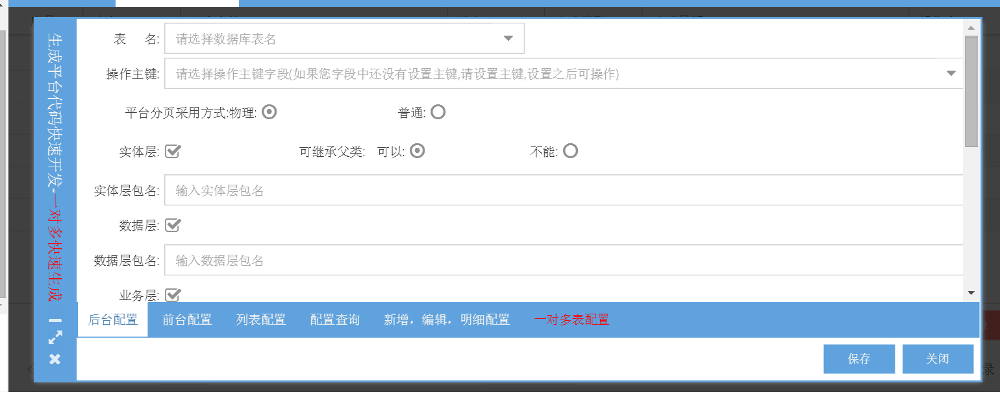 生成平台代码快速开发-一对多快速生成
表 名: 请选择数据库表名
操作主键: 请选择操作主键字段(如果您字段中还没有设置主键,请设置主键,设置之后可操作)
平台分页采用方式:物理: 普通:
实体层: 可继承父类: 可以: 不能:
实体层包名: 输入实体层包名
数据层:
数据层包名: 输入数据层包名
业务层:
后台配置 前台配置 列表配置 配置查询 新增，编辑，明细配置 一对多表配置
保存 关闭
录